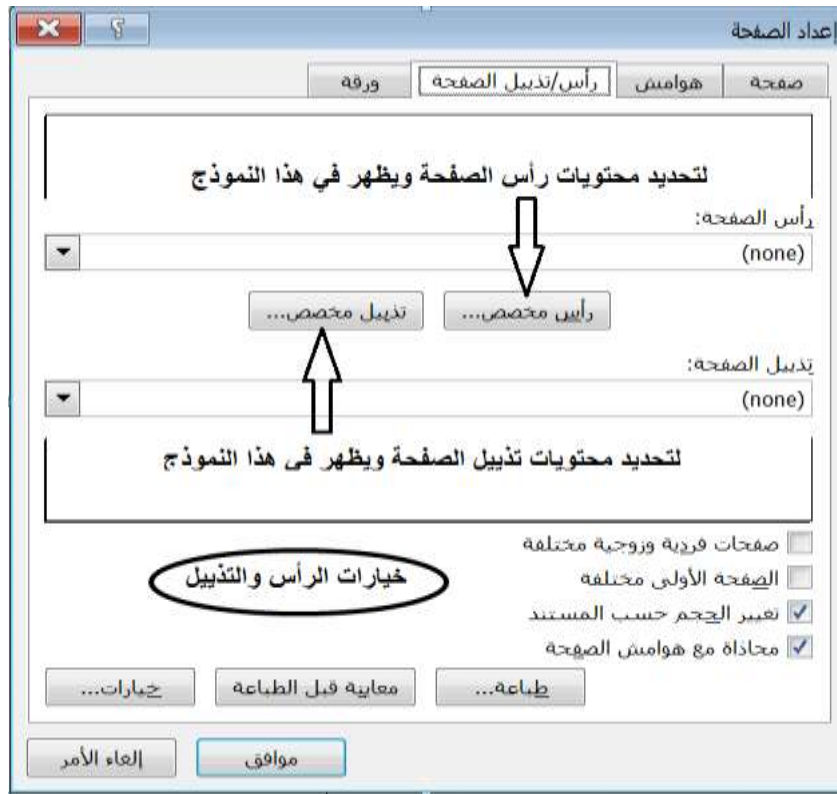 إعداد الصفحة
صفحة
هوامش
رأس/تذييل الصفحة
ورقة
لتحديد محتويات رأس الصفحة ويظهر في هذا النموذج
رأس الصفحة:
(none)
رأس مخصص...
تذييل مخصص...
تذييل الصفحة:
(none)
لتحديد محتويات تذييل الصفحة ويظهر فى هذا النموذج
صفحات فردية وزوجية مختلفة
الصفحة الأولى مختلفة
تغيير الحجم حسب المستند
محاذاة مع هوامش الصفحة
خيارات الرأس والتذييل
طباعة...
معاينة قبل الطباعة
خيارات...
موافق
إلغاء الأمر